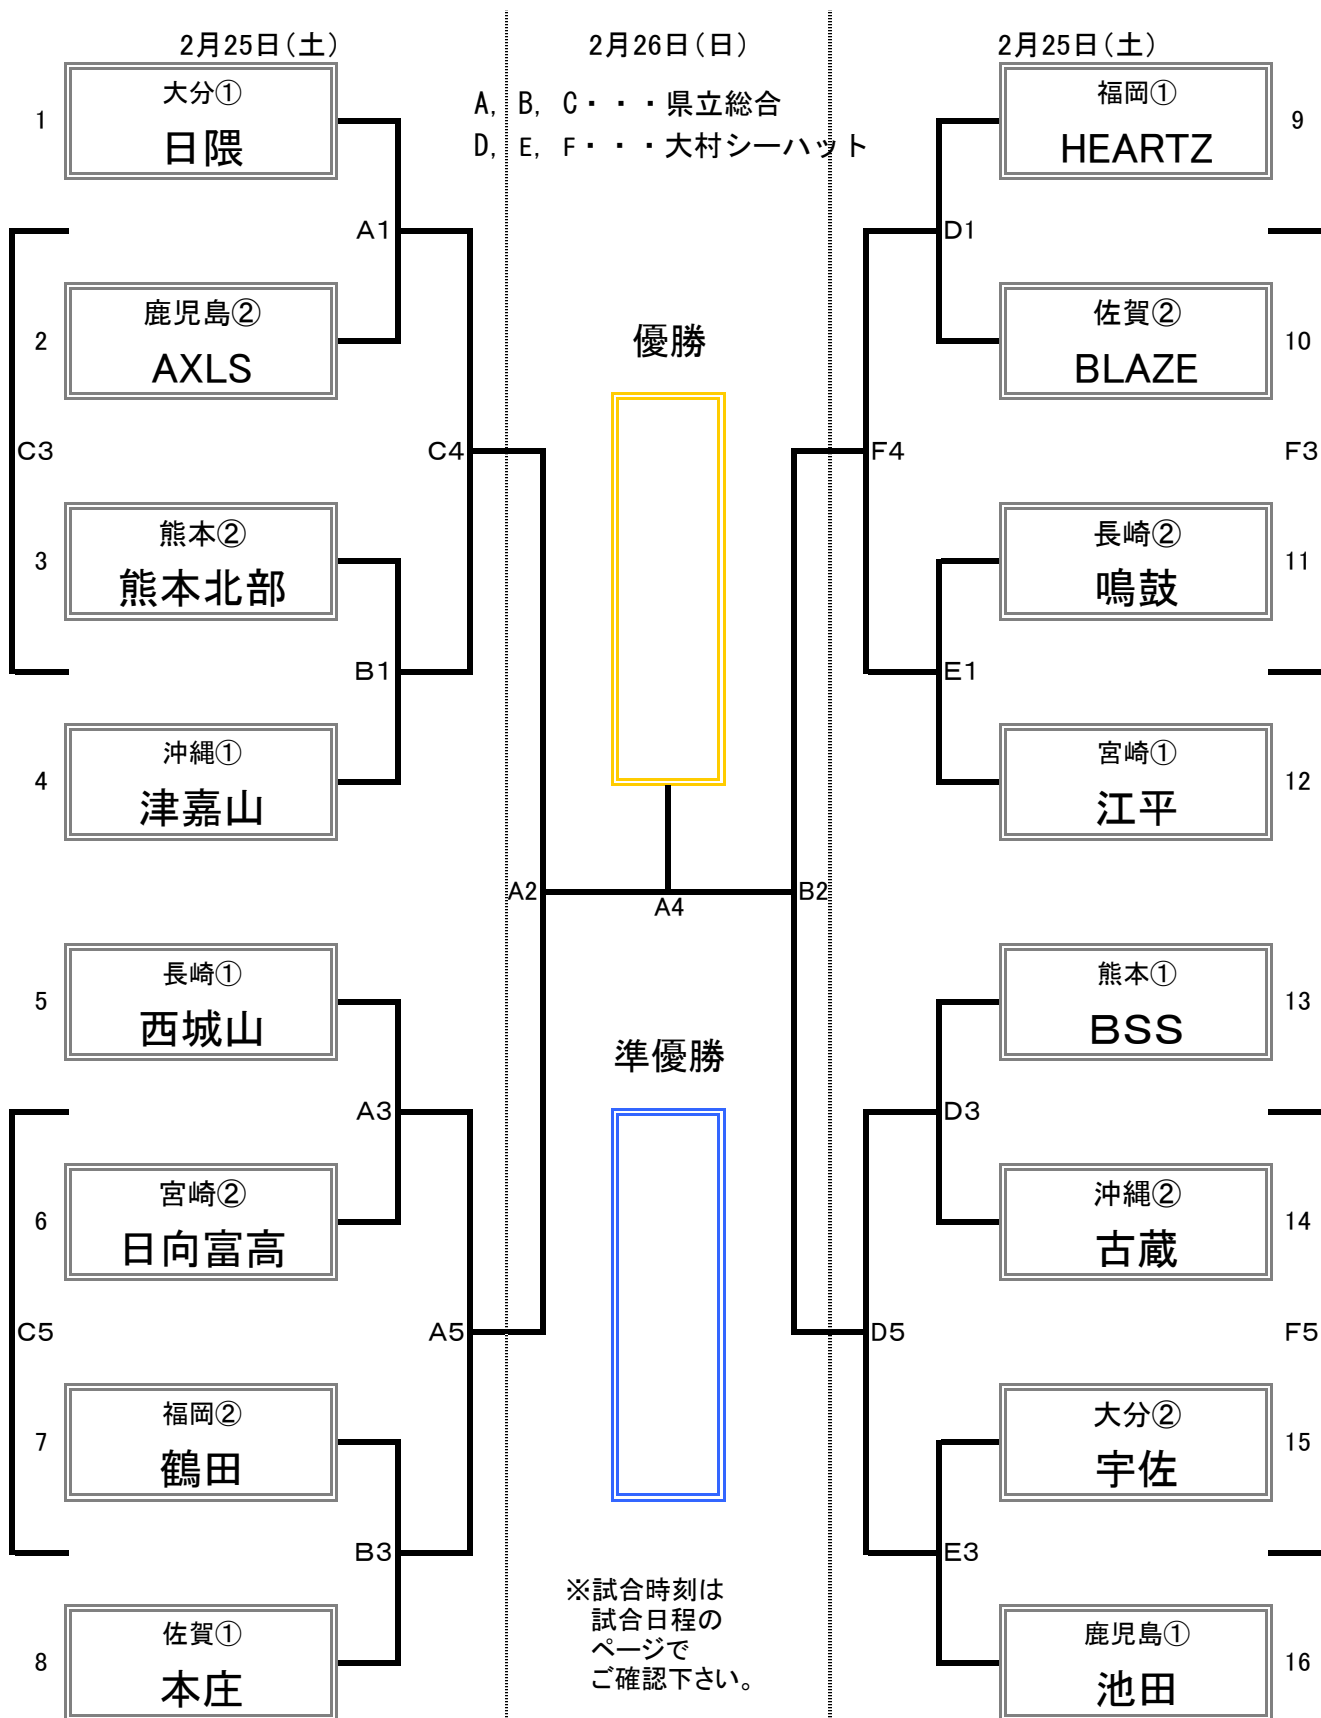 2月25日(土)
2月26日(日)
2月25日(土)
A, B, C・・・県立総合
D, E, F・・・大村シーハット
1
大分①
日隈
A1
2
鹿児島②
AXLS
C3
C4
3
熊本②
熊本北部
B1
4
沖縄①
津嘉山
5
長崎①
西城山
A3
6
宮崎②
日向富高
C5
A5
7
福岡②
鶴田
B3
8
佐賀①
本庄
優勝
A2
A4
B2
準優勝
※試合時刻は
試合日程の
ページで
ご確認下さい。
福岡①
HEARTZ
9
D1
佐賀②
BLAZE
10
F4
F3
長崎②
鳴鼓
11
E1
宮崎①
江平
12
熊本①
BSS
13
D3
沖縄②
古蔵
14
D5
F5
大分②
宇佐
15
E3
鹿児島①
池田
16